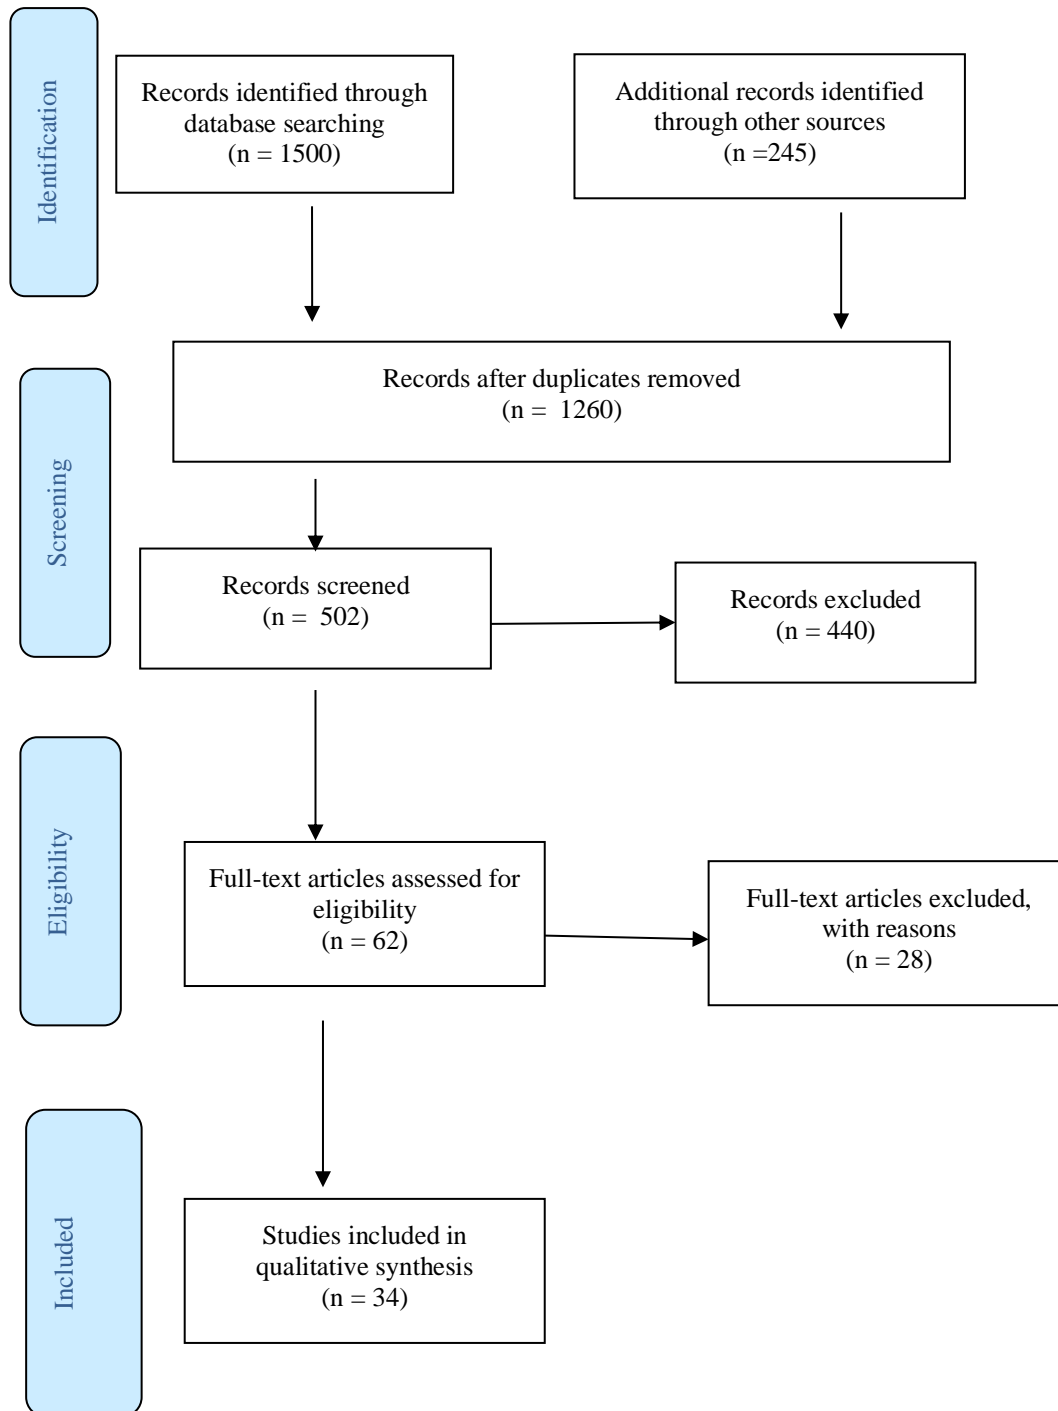 Identification
Records identified through
database searching
(n = 1500)
Additional records identified
through other sources
(n =245)
Records after duplicates removed
(n =  1260)
Screening
Records screened
(n =  502)
Records excluded
(n = 440)
Eligibility
Full-text articles assessed for
eligibility
(n = 62)
Full-text articles excluded,
with reasons
(n = 28)
Included
Studies included in
qualitative synthesis
(n = 34)